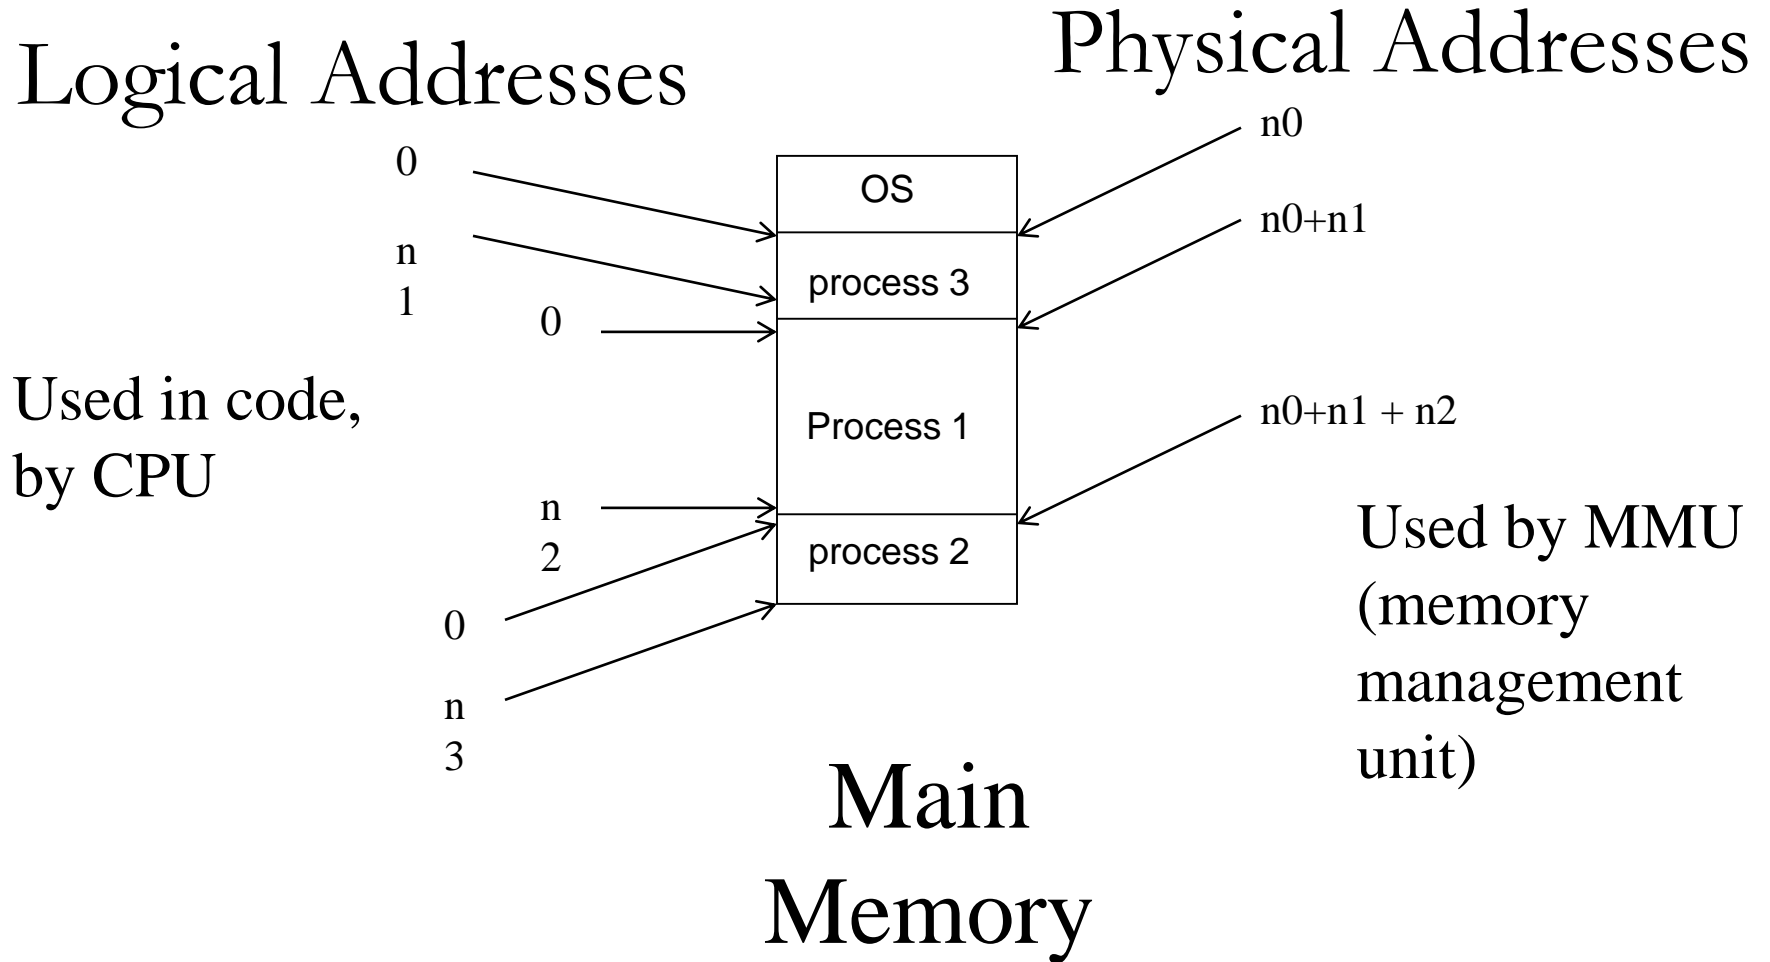 Logical Addresses
Physical Addresses
0
n
1
0
Used in code,
by CPU
n
2
0
n
3
OS
process 3
Process 1
process 2
n0
n0+n1
n0+n1 + n2
Used by MMU
(memory
management
unit)
Main
Memory